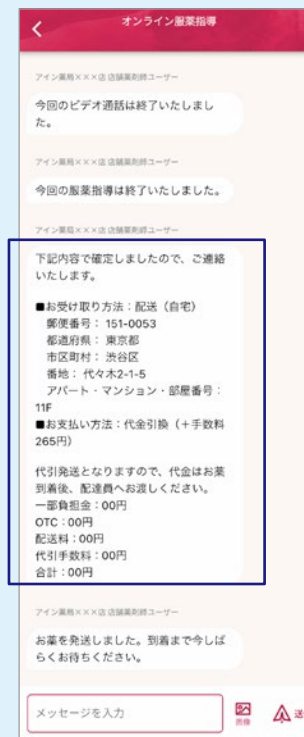 オンライン服薬指導
アイン薬局×××店 店舗薬剤師ユーザー
今回のビデオ通話は終了いたしまし
た。
アイン薬局×××店 店舗薬剤師ユーザー
今回の服薬指導は終了いたしました。
アイン薬局×××店 店舗薬剤師ユーザー
下記内容で確定しましたので、ご連絡
いたします。
■お受け取り方法：配送（自宅）
郵便番号： 151-0053
都道府県： 東京都
市区町村： 渋谷区
番地： 代々木2-1-5
アパート・マンション・部屋番号：
11F
■お支払い方法：代金引換（＋手数料
265円）
代引発送となりますので、代金はお薬
到着後、配達員へお渡しください。
一部負担金：00円
OTC：00円
配送料：00円
代引手数料：00円
合計：00円
アイン薬局×××店 店舗薬剤師ユーザー
お薬を発送しました。到着まで今しば
らくお待ちください。
メッセージを入力
画像
送